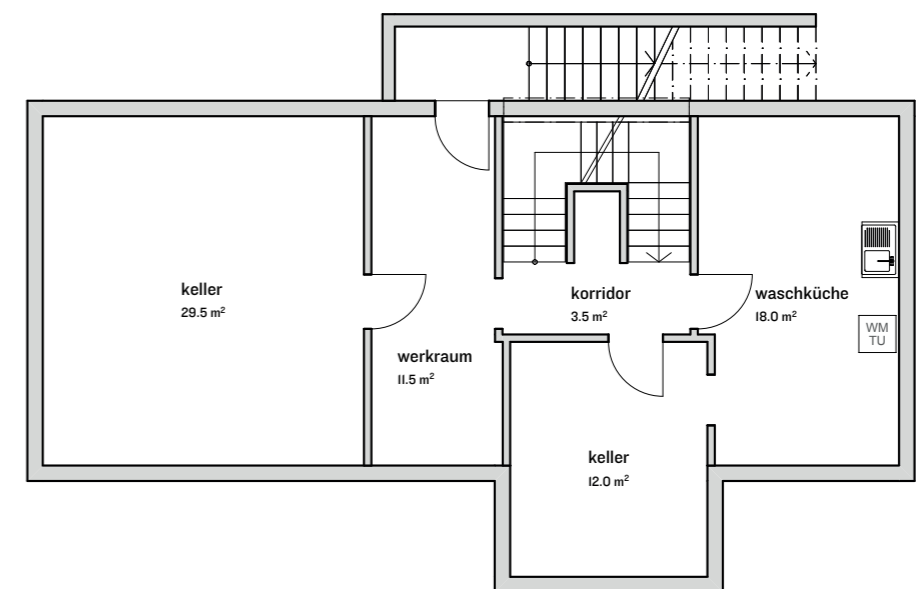 keller
29.5 m²
werkraum
11.5 m²
korridor
3.5 m²
waschküche
18.0 m²
WM
TU
keller
12.0 m²